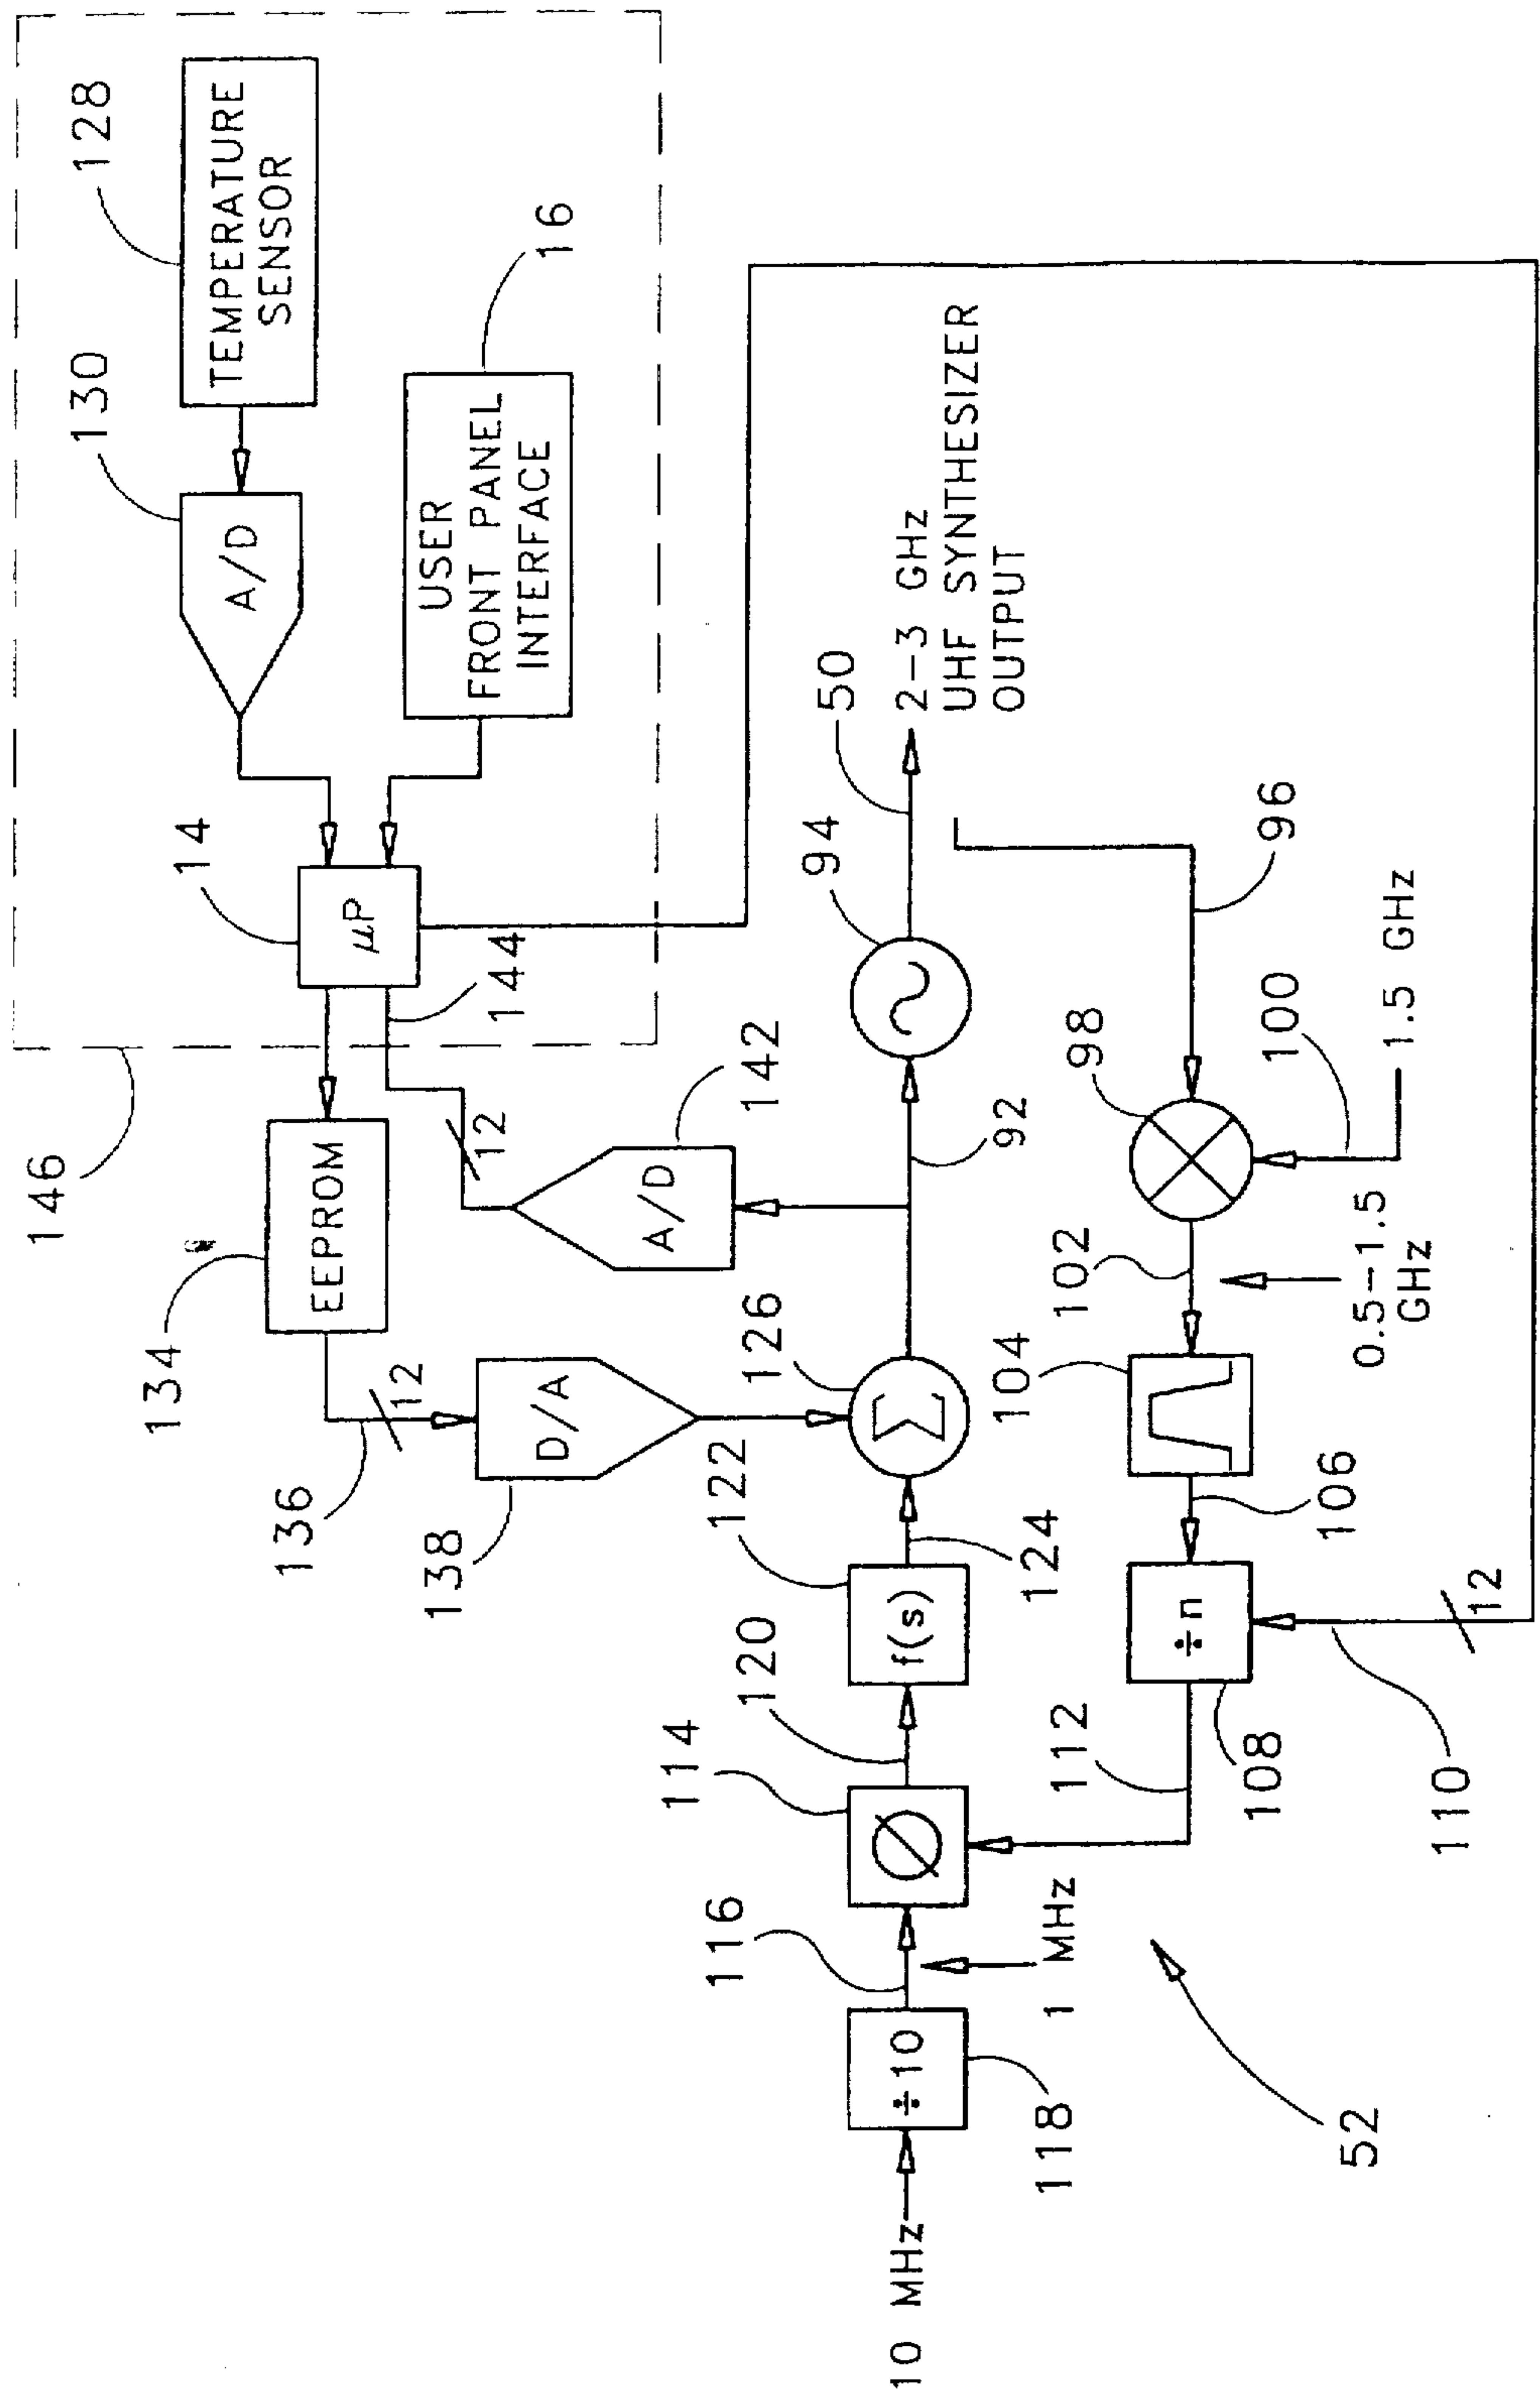 146
134
EEPROM
14
μP
130
A/D
128
TEMPERATURE
SENSOR
136
12
144
16
USER
FRONT PANEL
INTERFACE
138
D/A
12
142
A/D
116
114
120
122
126
94
50
10 MHz
÷10
Ø
f(s)
Σ
∼
2-3 GHz
UHF SYNTHESIZER
OUTPUT
118
1 MHz
124
92
112
104
102
98
÷n
96
108
106
0.5-1.5
GHz
100
1.5 GHz
52
110
12